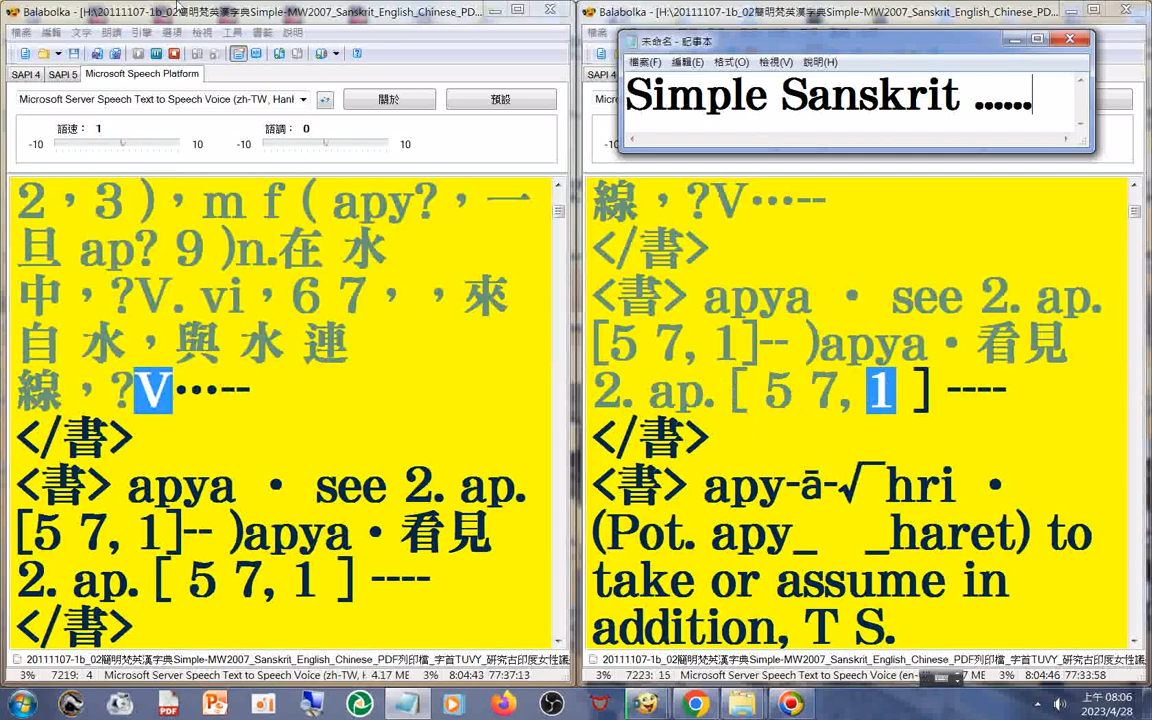 Balabolka - [H:\20111107-1b_02簡明梵英漢字典Simple-MW2007_Sanskrit_English_Chinese_PD...
檔案 編輯 文字 朗讀 引擎 選項 檢視 工具 書籤 說明
SAPI 4 SAPI 5 Microsoft Speech Platform
Microsoft Server Speech Text to Speech Voice (zh-TW, Hanl 關於 預設
語速： 1 語調： 0
-10 10 -10 10
2，3 )，m f ( apy?，一
旦 ap? 9 )n.在 水
中，?V. vi，6 7，，來
自 水，與 水 連
線，?V…--
</書>
<書> apya • see 2. ap.
[5 7, 1]-- )apya•看見
2. ap. [ 5 7, 1 ] ----
</書>
20111107-1b_02簡明梵英漢字典Simple-MW2007_Sanskrit_English_Chinese_PDF列印檔_字首TUVY_研究古印度女性議
3% 7219: 4 Microsoft Server Speech Text to Speech Voice (zh-TW, H 4.17 ME 3% 8:04:43 77:37:13
Balabolka - [H:\20111107-1b_02簡明梵英漢字典Simple-MW2007_Sanskrit_English_Chinese_PD...
檔案
SAPI 4
未命名 - 記事本
檔案(F) 編輯(E) 格式(O) 檢視(V) 說明(H)
Simple Sanskrit ......
-10
線，?V…--
</書>
<書> apya • see 2. ap.
[5 7, 1]-- )apya•看見
2. ap. [ 5 7, 1 ] ----
</書>
<書> apy-ā-√hri •
(Pot. apy_ _haret) to
take or assume in
addition, T S.
20111107-1b_02簡明梵英漢字典Simple-MW2007_Sanskrit_English_Chinese_PDF列印檔_字首TUVY_研究古印度女性議
3% 7223: 15 Microsoft Server Speech Text to Speech Voice (en 3% 8:04:46 77:33:58
上午 08:06
2023/4/28